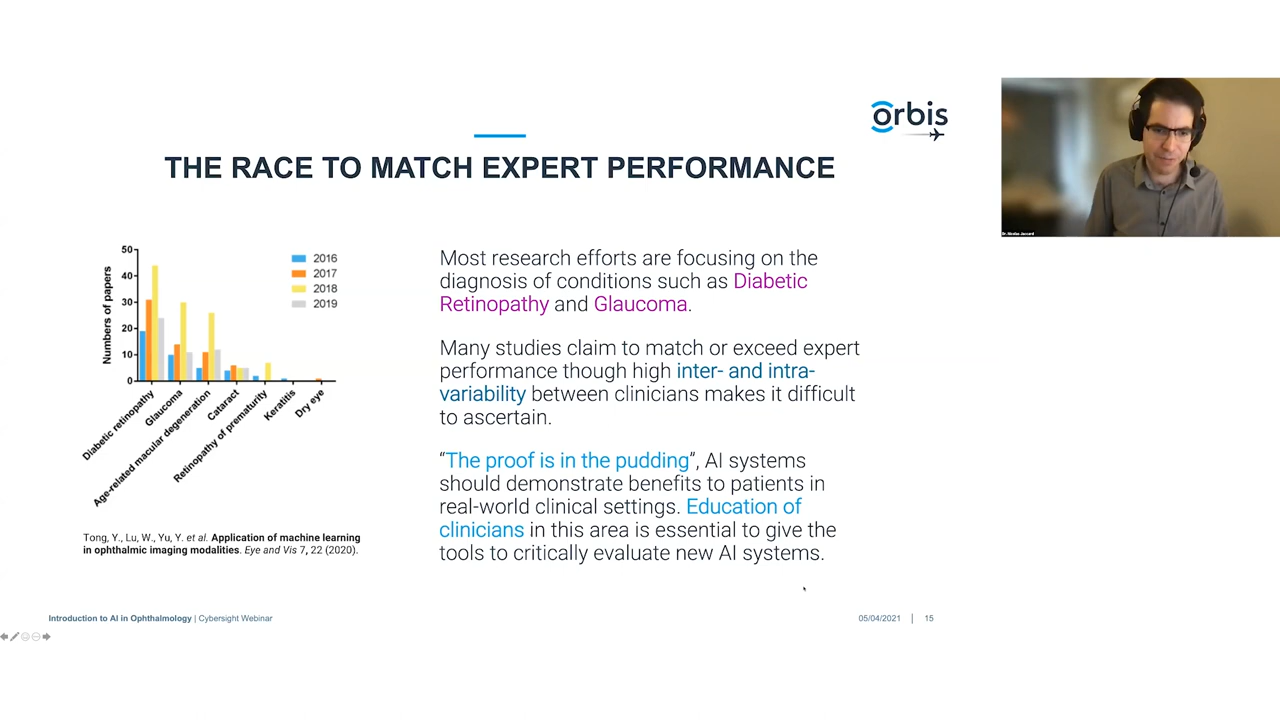 orbis
THE RACE TO MATCH EXPERT PERFORMANCE
Numbers of papers
50
40
30
20
10
0
2016
2017
2018
2019
Diabetic retinopathy
Glaucoma
Age-related macular degeneration
Cataract
Retinopathy of prematurity
Keratitis
Dry eye
Tong, Y., Lu, W., Yu, Y. et al. Application of machine learning
in ophthalmic imaging modalities. Eye and Vis 7, 22 (2020).
Most research efforts are focusing on the
diagnosis of conditions such as Diabetic
Retinopathy and Glaucoma.
Many studies claim to match or exceed expert
performance though high inter- and intra-
variability between clinicians makes it difficult
to ascertain.
“The proof is in the pudding”, AI systems
should demonstrate benefits to patients in
real-world clinical settings. Education of
clinicians in this area is essential to give the
tools to critically evaluate new AI systems.
Introduction to AI in Ophthalmology | Cybersight Webinar
05/04/2021 | 15
Dr. Nicolas Jaccard